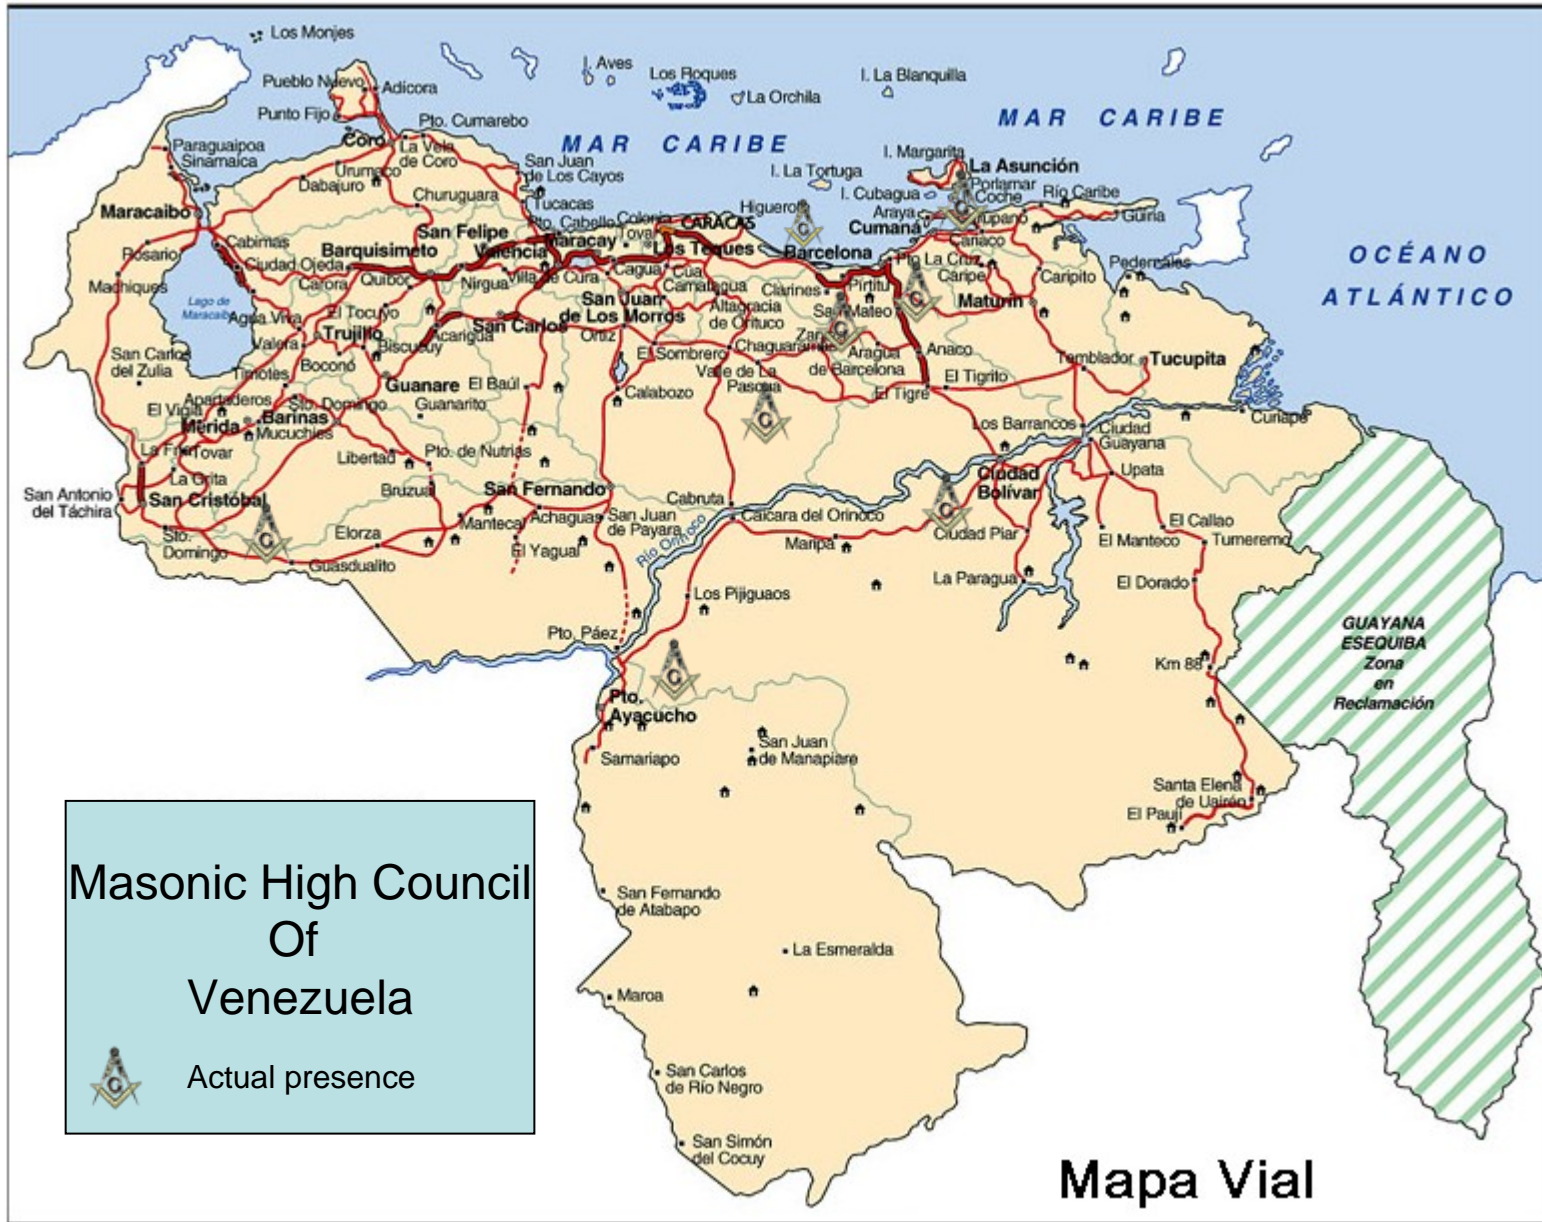 Los Monjes
I. Aves
Los Roques
I. La Blanquilla
La Orchila
Pueblo Nuevo
Adícora
Punto Fijo
Pto. Cumarebo
MAR CARIBE
MAR CARIBE
Coro
La Vela
de Coro
Paraguaipoa
Sinamaica
Urumaco
Dabajuro
San Juan
de Los Cayos
I. Margarita
La Asunción
I. La Tortuga
I. Cubagua
Porlamar
Coche
Río Caribe
Churuguara
Tucacas
Maracaibo
Pto. Cabello
Colonia
Tovar
CARACAS
Higuerote
Araya
Cumaná
Güiria
Cariaco
San Felipe
Valencia
Maracay
Los Teques
Barcelona
Pto La Cruz
Rosario
Cabimas
Barquisimeto
Ciudad Ojeda
Carora
Quíbor
Nirgua
Villa de Cura
Cagua
Cúa
Camatagua
Píritu
Clarines
Caripe
Caripito
Pedernales
OCÉANO
ATLÁNTICO
Machiques
Lago de
Maracaibo
Agua Viva
El Tocuyo
Acarigua
San Carlos
San Juan
de Los Morros
Altagracia
de Orituco
San Mateo
Maturín
Trujillo
Biscucuy
Valera
Boconó
Ortiz
El Sombrero
Chaguaramas
Aragua
de Barcelona
Anaco
Temblador
Tucupita
San Carlos
del Zulia
Timotes
Guanare
Guanarito
El Baúl
Calabozo
Valle de La
Pascua
El Tigre
El Tigrito
Apartaderos
Sto. Domingo
El Vigía
Mérida
Barinas
Mucuchíes
Los Barrancos
Ciudad
Guayana
Curiapo
La Fría
Tovar
La Grita
Libertad
Pto. de Nutrias
Bruzual
San Fernando
Cabruta
Ciudad
Bolívar
Upata
San Antonio
del Táchira
San Cristóbal
Sto.
Domingo
Elorza
Mantecal
Achaguas
San Juan
de Payara
El Yagual
Guasdualito
Río Orinoco
Caicara del Orinoco
Maripa
Ciudad Piar
El Manteco
El Callao
Tumeremo
Los Pijiguaos
La Paragua
El Dorado
Pto. Páez
GUAYANA
ESEQUIBA
Zona
en
Reclamación
Km 88
Pto.
Ayacucho
Samariapo
San Juan
de Manapiare
Santa Elena
de Uairén
El Paují
San Fernando
de Atabapo
La Esmeralda
Maroa
San Carlos
de Río Negro
San Simón
del Cocuy
Masonic High Council
Of
Venezuela
G
Actual presence
Mapa Vial